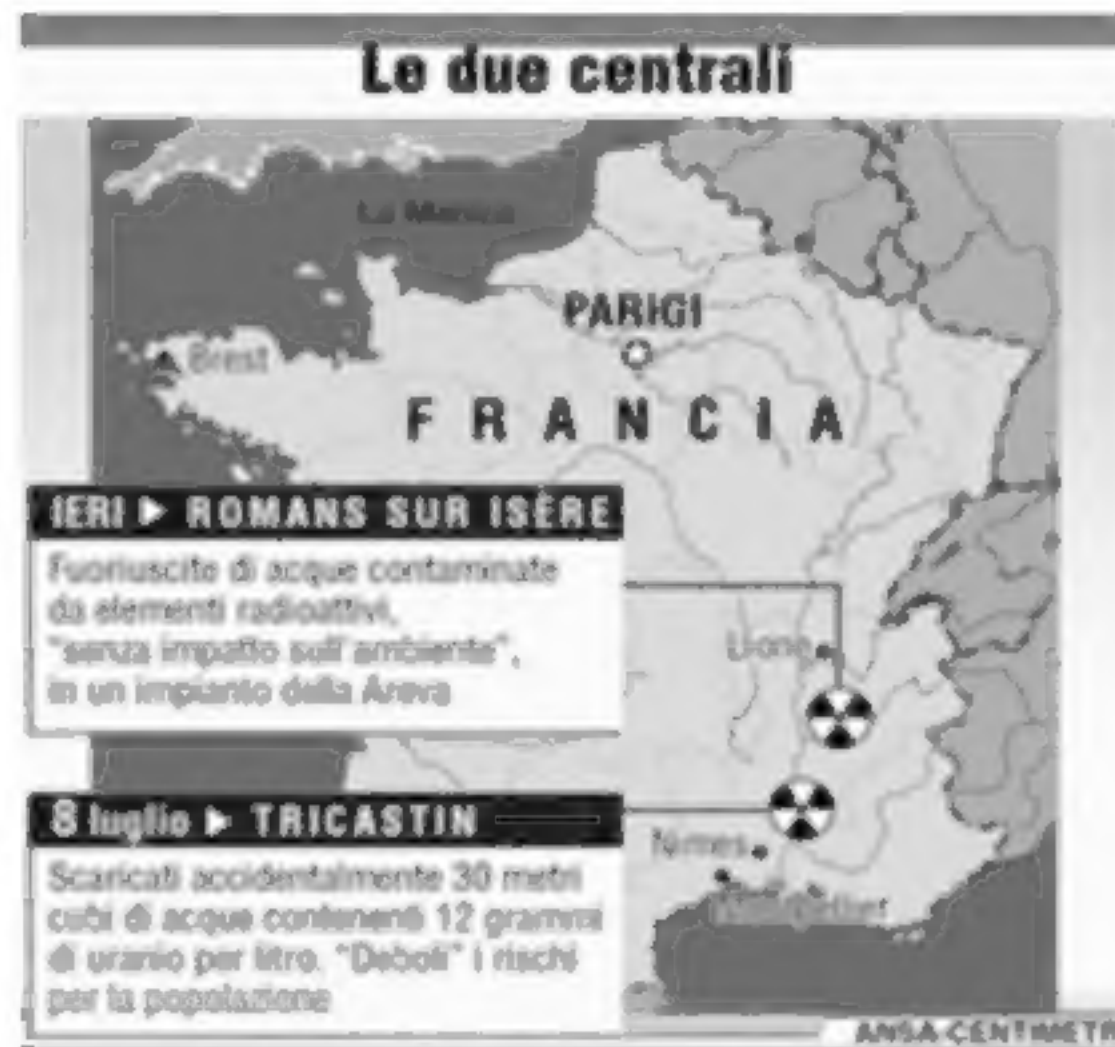 Le due centrali
La Manica
PARIGI
Brest
FRANCIA
IERI ▶ ROMANS SUR ISÈRE
Fuoriuscite di acque contaminate
da elementi radioattivi,
"senza impatto sull'ambiente",
in un impianto della Areva
Lione
8 luglio ▶ TRICASTIN
Scaricati accidentalmente 30 metri
cubi di acque contenenti 12 grammi
di uranio per litro. "Deboli" i rischi
per la popolazione
Nimes
Montpellier
ANSA-CENTIMETRI